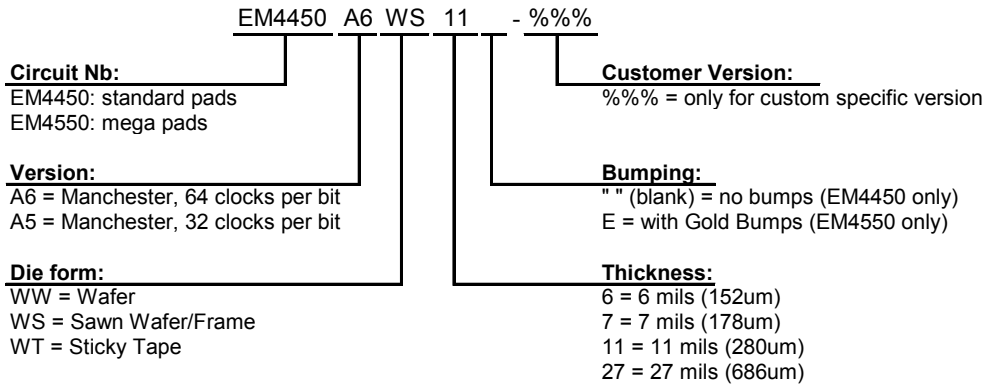 EM4450 A6 WS 11 - %%%
Circuit Nb:
EM4450: standard pads
EM4550: mega pads
Version:
A6 = Manchester, 64 clocks per bit
A5 = Manchester, 32 clocks per bit
Die form:
WW = Wafer
WS = Sawn Wafer/Frame
WT = Sticky Tape
Customer Version:
%%% = only for custom specific version
Bumping:
" " (blank) = no bumps (EM4450 only)
E = with Gold Bumps (EM4550 only)
Thickness:
6 = 6 mils (152um)
7 = 7 mils (178um)
11 = 11 mils (280um)
27 = 27 mils (686um)